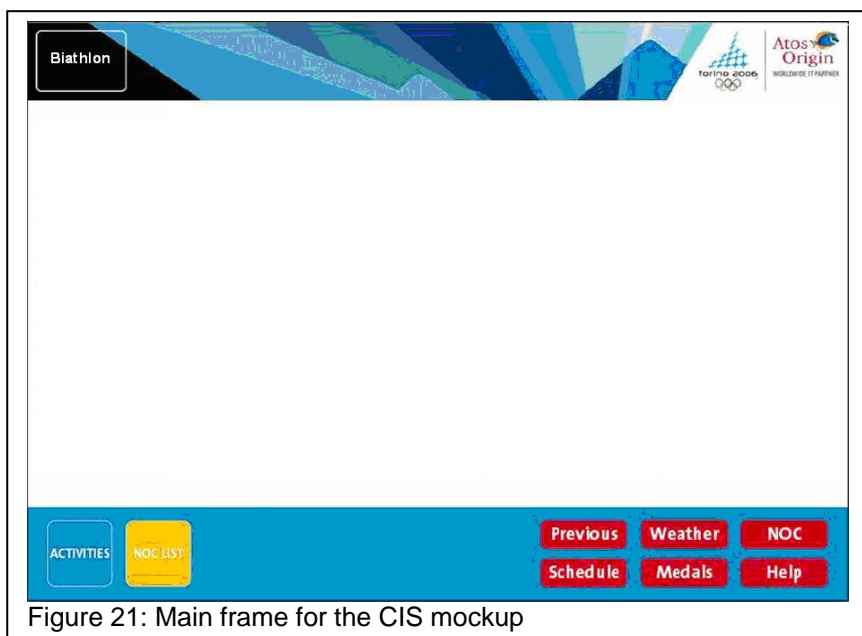 Biathlon
torino 2006
Atos
Origin
WORLDWIDE IT PARTNER
ACTIVITIES
NOC LIST
Previous Weather NOC
Schedule Medals Help
Figure 21: Main frame for the CIS mockup